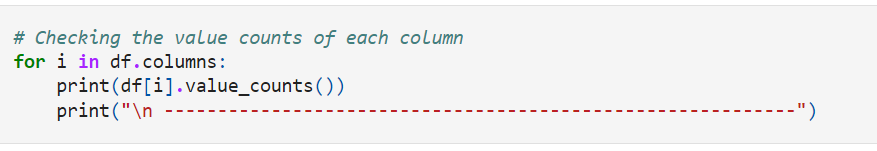 # Checking the value counts of each column
for i in df.columns:
    print(df[i].value_counts())
    print("\n ------------------------------------------------------------")